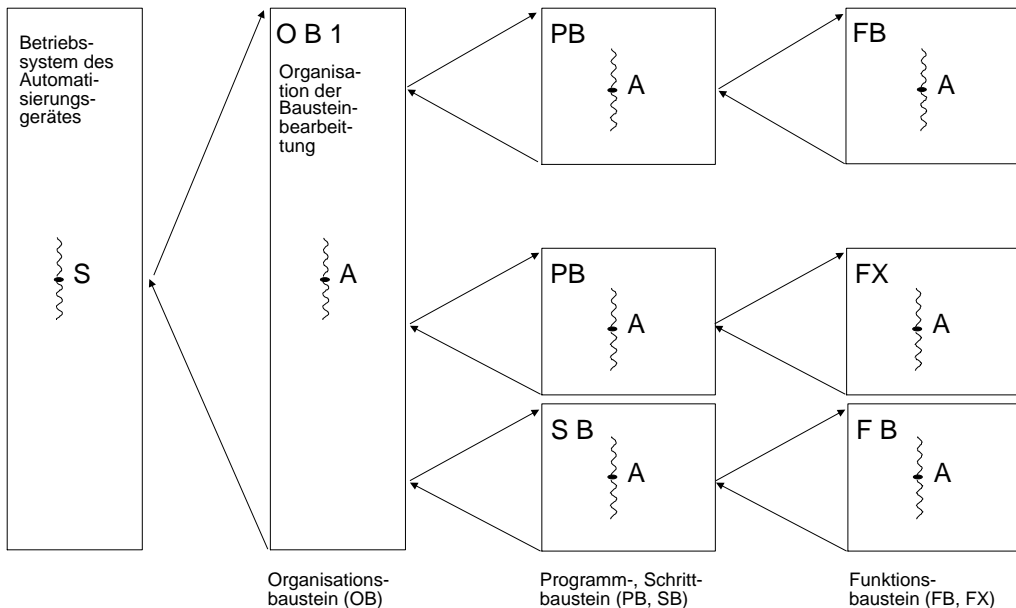 Betriebs-
system des
Automati-
sierungs-
gerätes
S
O B 1
Organisa-
tion der
Baustein-
bearbeit-
tung
A
PB
A
FB
A
PB
A
FX
A
S B
A
F B
A
Organisations-
baustein (OB)
Programm-, Schritt-
baustein (PB, SB)
Funktions-
baustein (FB, FX)